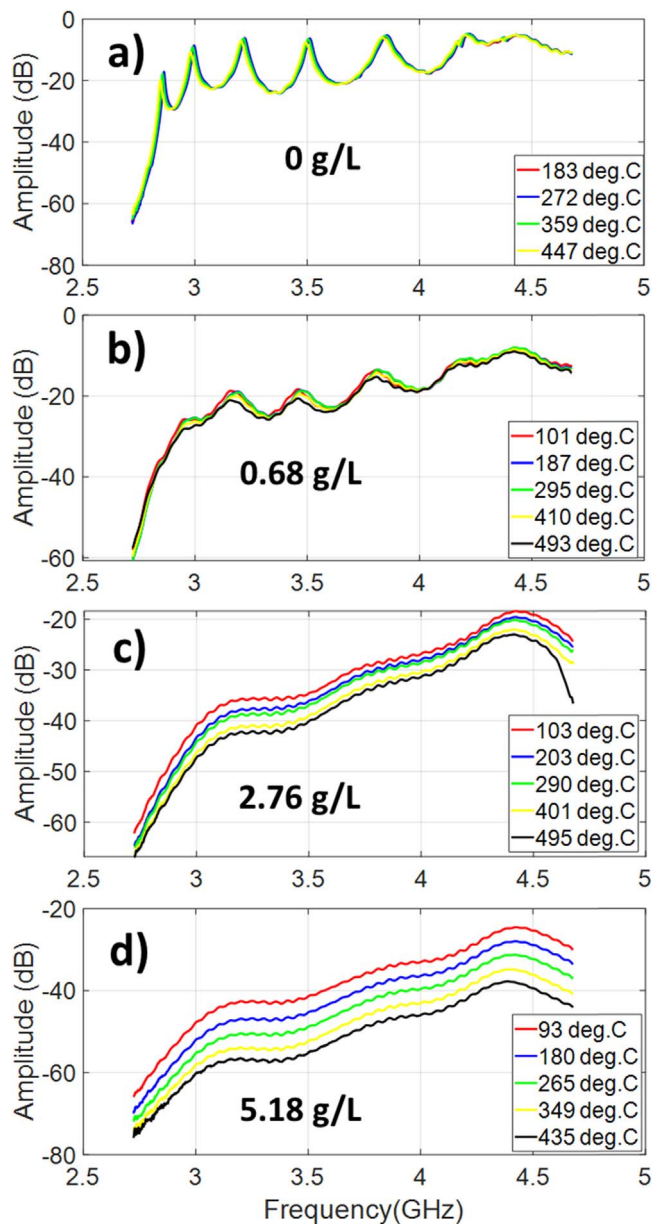 0
-20
-40
-60
-80
Amplitude (dB)
a)
0 g/L
183 deg.C
272 deg.C
359 deg.C
447 deg.C
2.5
3
3.5
4
4.5
5
0
-20
-40
-60
Amplitude (dB)
b)
0.68 g/L
101 deg.C
187 deg.C
295 deg.C
410 deg.C
493 deg.C
2.5
3
3.5
4
4.5
5
-20
-30
-40
-50
-60
Amplitude (dB)
c)
2.76 g/L
103 deg.C
203 deg.C
290 deg.C
401 deg.C
495 deg.C
2.5
3
3.5
4
4.5
5
-20
-40
-60
-80
Amplitude (dB)
d)
5.18 g/L
93 deg.C
180 deg.C
265 deg.C
349 deg.C
435 deg.C
2.5
3
3.5
4
4.5
5
Frequency(GHz)